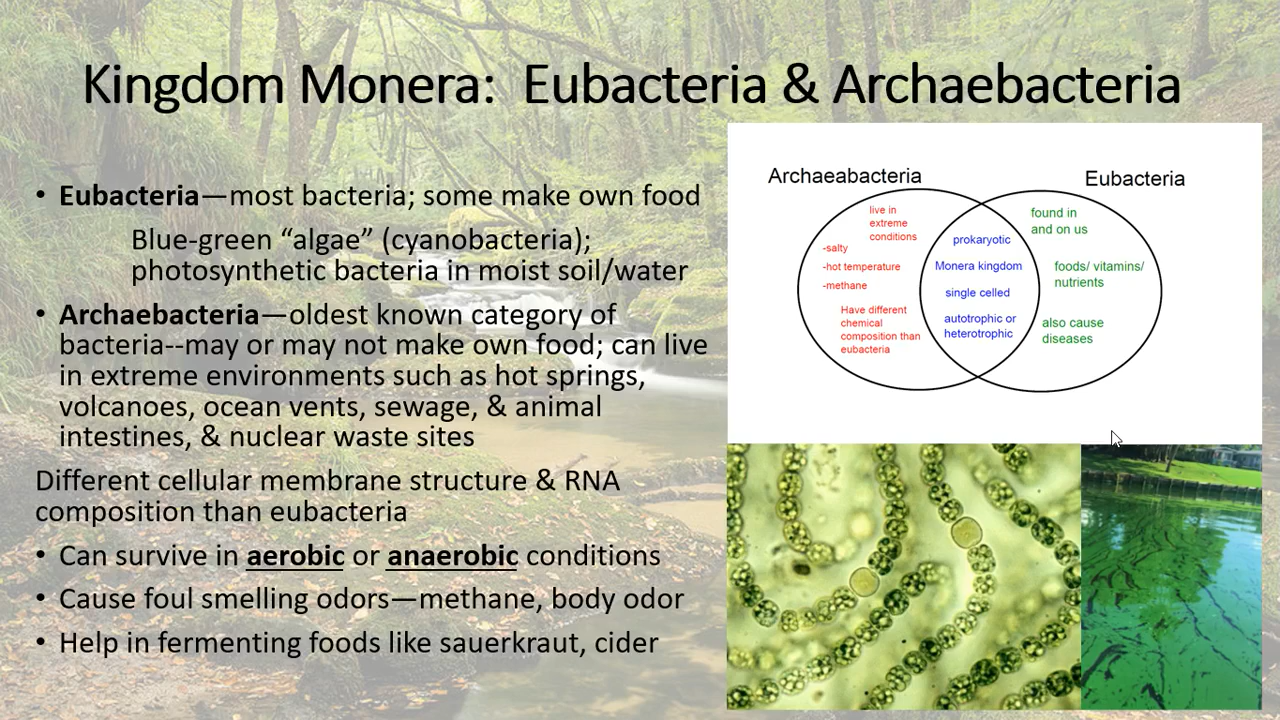 Kingdom Monera:  Eubacteria & Archaebacteria
• Eubacteria—most bacteria; some make own food
Blue-green “algae” (cyanobacteria);
photosynthetic bacteria in moist soil/water
• Archaebacteria—oldest known category of
bacteria--may or may not make own food; can live
in extreme environments such as hot springs,
volcanoes, ocean vents, sewage, & animal
intestines, & nuclear waste sites
Different cellular membrane structure & RNA
composition than eubacteria
• Can survive in aerobic or anaerobic conditions
• Cause foul smelling odors—methane, body odor
• Help in fermenting foods like sauerkraut, cider
Archaeabacteria
live in
extreme
conditions
-salty
-hot temperature
-methane
Have different
chemical
composition than
eubacteria
prokaryotic
Monera kingdom
single celled
autotrophic or
heterotrophic
Eubacteria
found in
and on us
foods/ vitamins/
nutrients
also cause
diseases